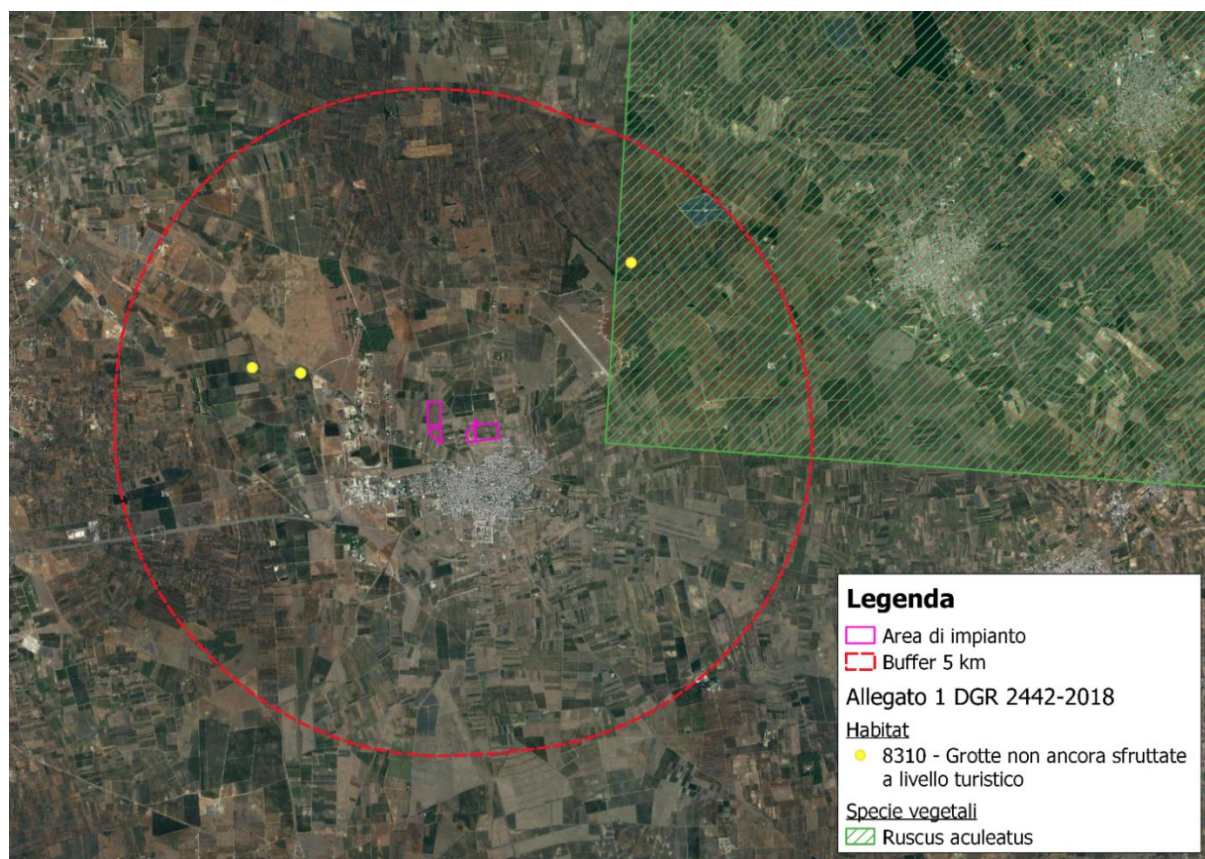 Legenda
Area di impianto
Buffer 5 km
Allegato 1 DGR 2442-2018
Habitat
8310 - Grotte non ancora sfruttate
a livello turistico
Specie vegetali
Ruscus aculeatus